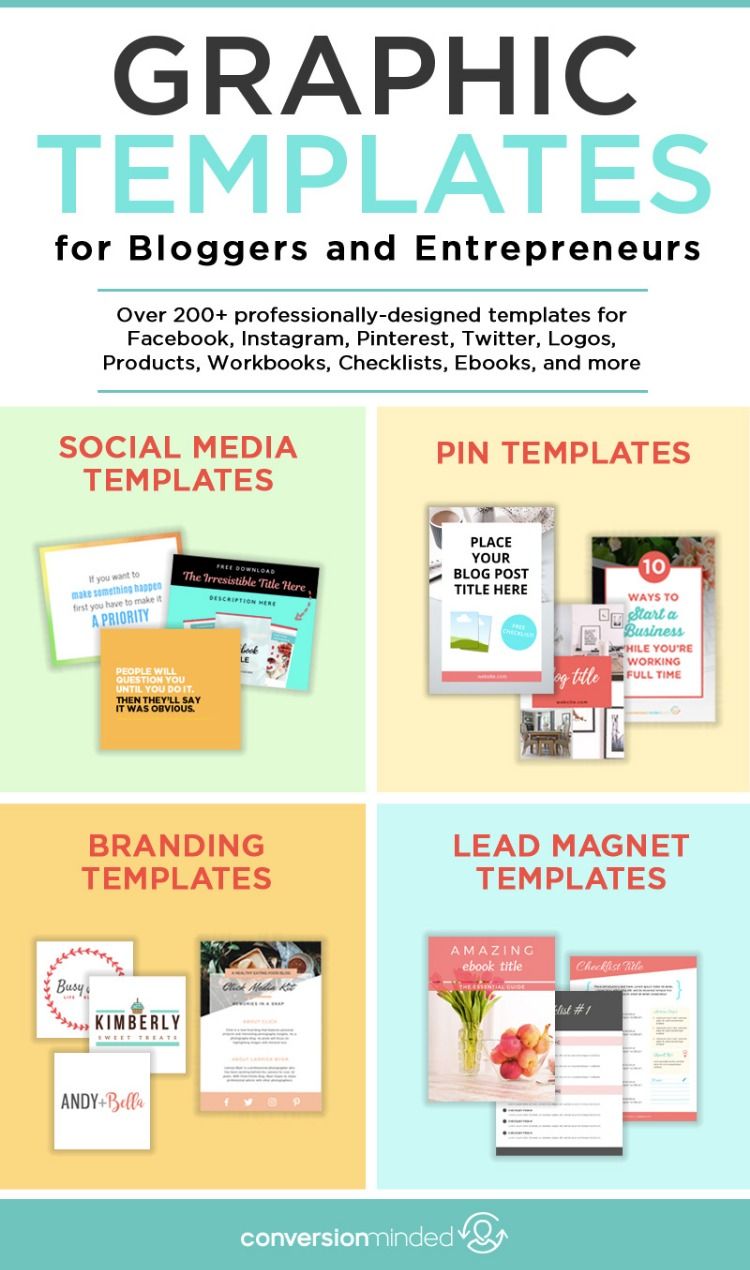 GRAPHIC
TEMPLATES
for Bloggers and Entrepreneurs
Over 200+ professionally-designed templates for
Facebook, Instagram, Pinterest, Twitter, Logos,
Products, Workbooks, Checklists, Ebooks, and more
SOCIAL MEDIA
TEMPLATES
If you want to
make something happen
first you have to make it
A PRIORITY
FREE DOWNLOAD
The Irresistible Title Here
DESCRIPTION HERE
PEOPLE WILL
QUESTION YOU
UNTIL YOU DO IT.
THEN THEY'LL SAY
IT WAS OBVIOUS.
PIN TEMPLATES
PLACE
YOUR
BLOG POST
TITLE HERE
FREE
CHECKLIST!
website.com
10
WAYS TO
Start a
Business
WHILE YOU'RE
WORKING
FULL TIME
log title
website.com
BRANDING
TEMPLATES
Busy
LIFE
KIMBERLY
SWEET TREATS
ANDY+Bella
A HEALTHY EATING FOOD BLOG
Click Media Kit
MEMORIES IN A SNAP
ABOUT CLICK
LEAD MAGNET
TEMPLATES
AMAZING
ebook title
THE ESSENTIAL GUIDE
list #1
Checklist Title
conversionminded